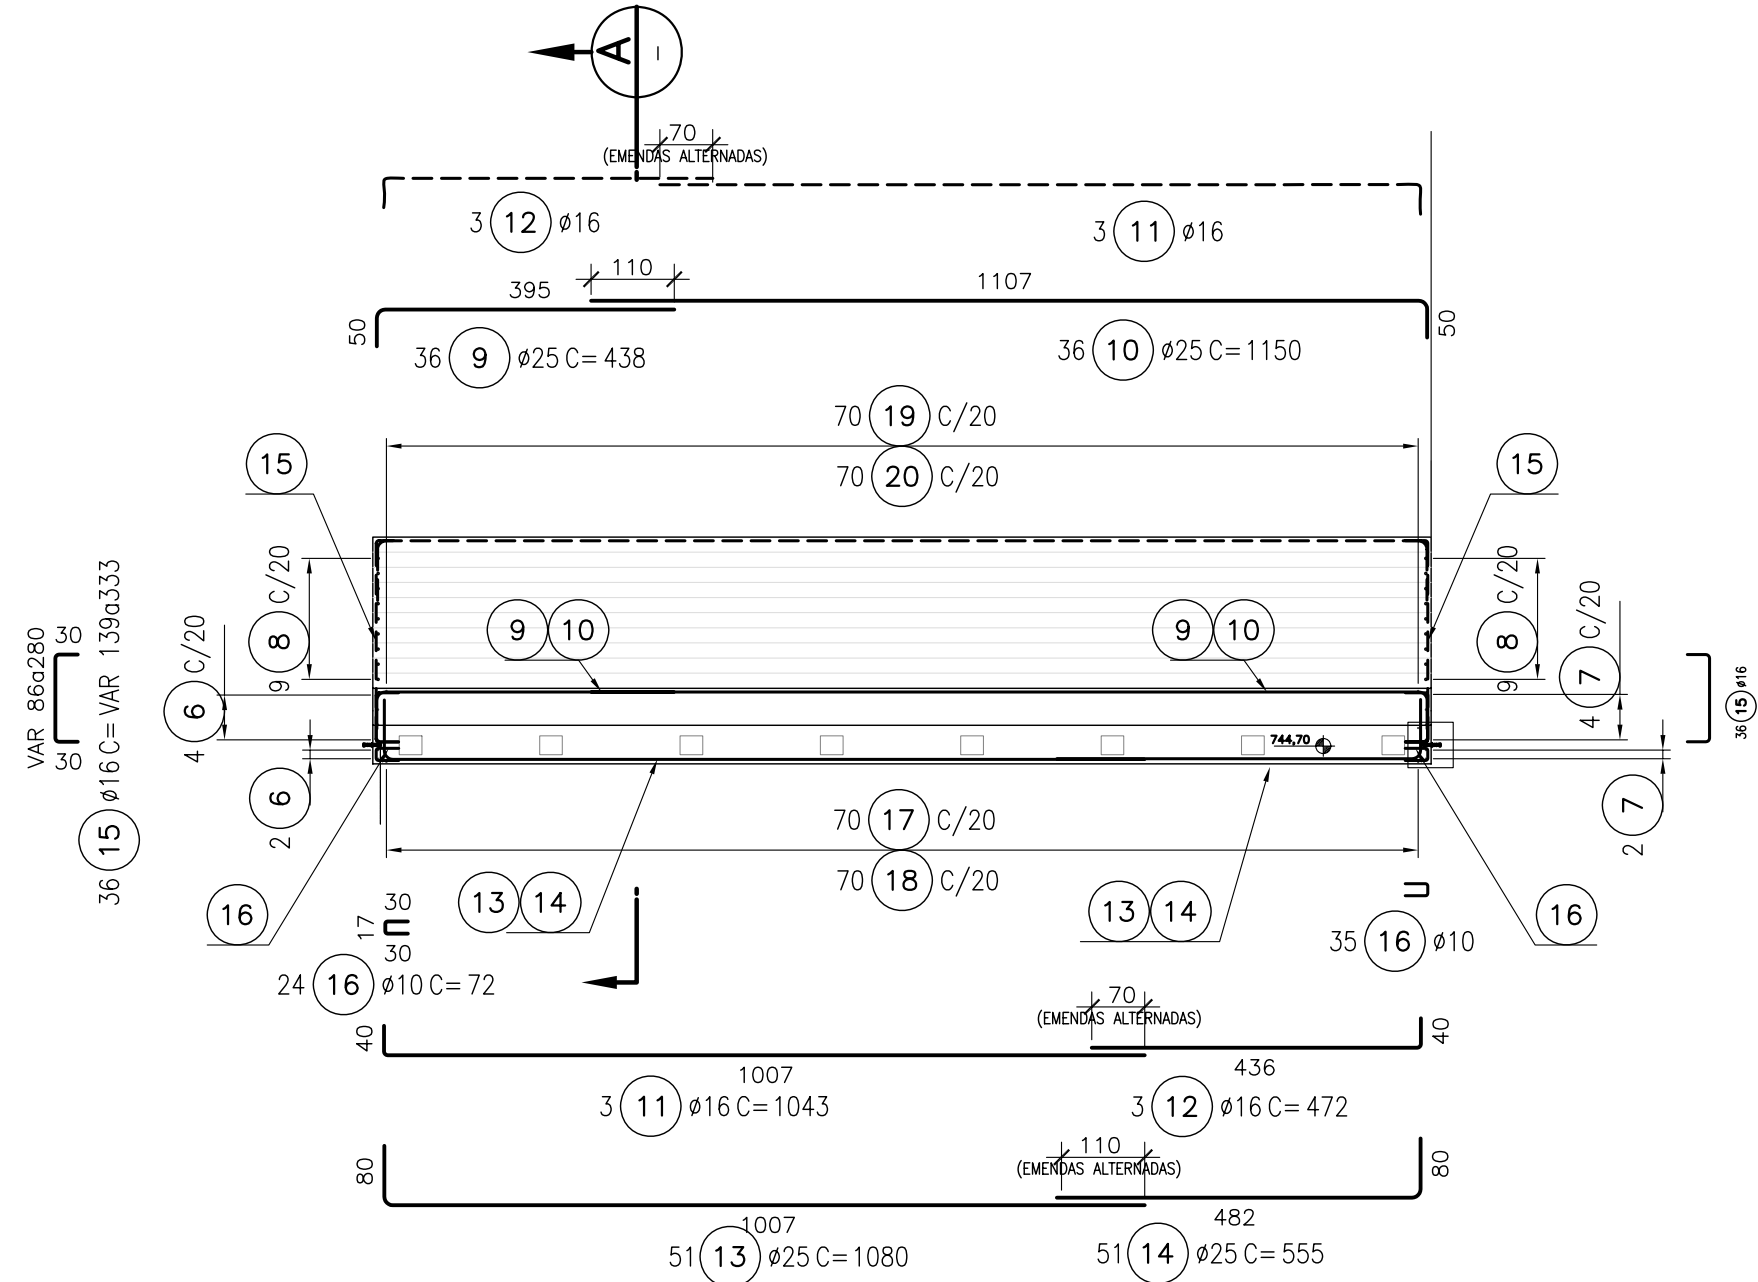 A
-
70
(EMENDAS ALTERNADAS)
3 12 ø16
3 11 ø16
110
395
1107
50
50
36 9 ø25 C=438
36 10 ø25 C=1150
70 19 C/20
70 20 C/20
15
15
9 8 C/20
9 8 C/20
9 10
9 10
4 6 C/20
4 7 C/20
2 6
2 7
744,70
VAR 86a280
30
30
36 15 ø16 C=VAR 139a333
36 15 ø16
70 17 C/20
70 18 C/20
16
16
13 14
13 14
30
17
30
24 16 ø10 C=72
35 16 ø10
70
(EMENDAS ALTERNADAS)
40
40
1007
436
3 11 ø16 C=1043
3 12 ø16 C=472
110
(EMENDAS ALTERNADAS)
80
80
1007
482
51 13 ø25 C=1080
51 14 ø25 C=555